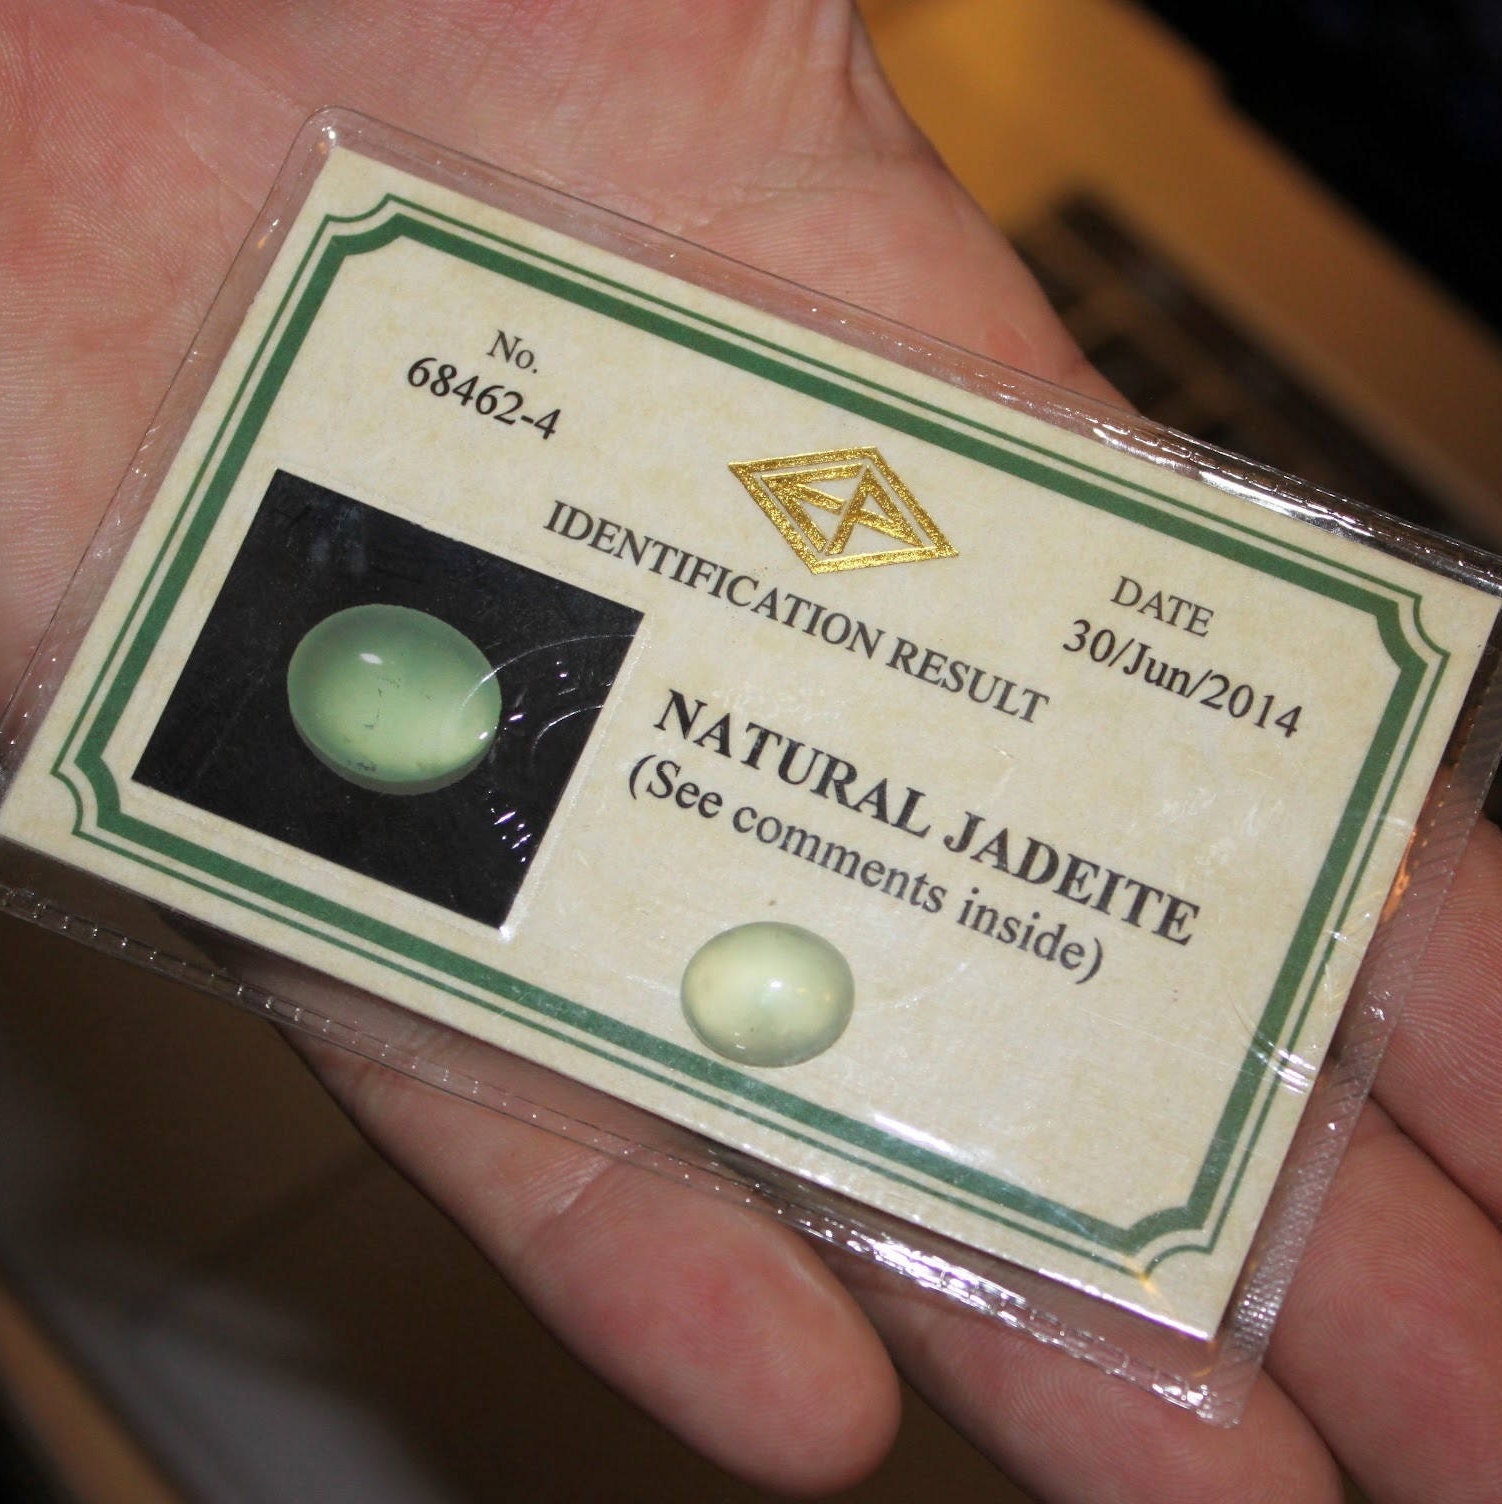 No.
68462-4
IDENTIFICATION RESULT
DATE
30/Jun/2014
NATURAL JADEITE
(See comments inside)